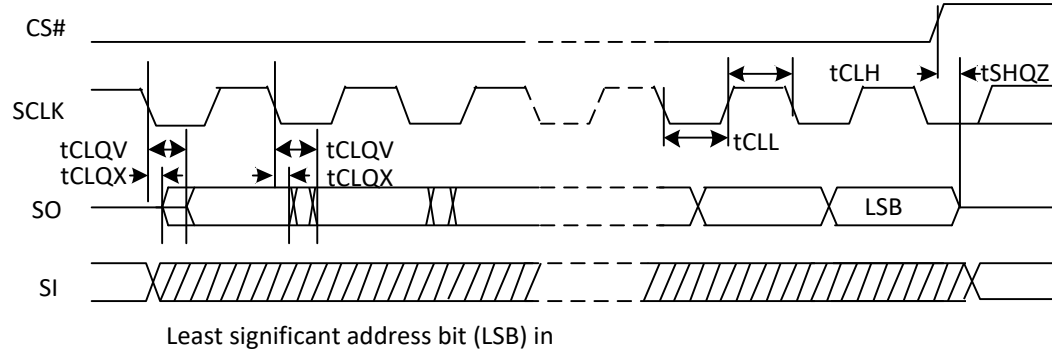 CS#
tCLH
tSHQZ
SCLK
tCLL
tCLQV
tCLQV
tCLQX
tCLQX
SO
LSB
SI
Least significant address bit (LSB) in